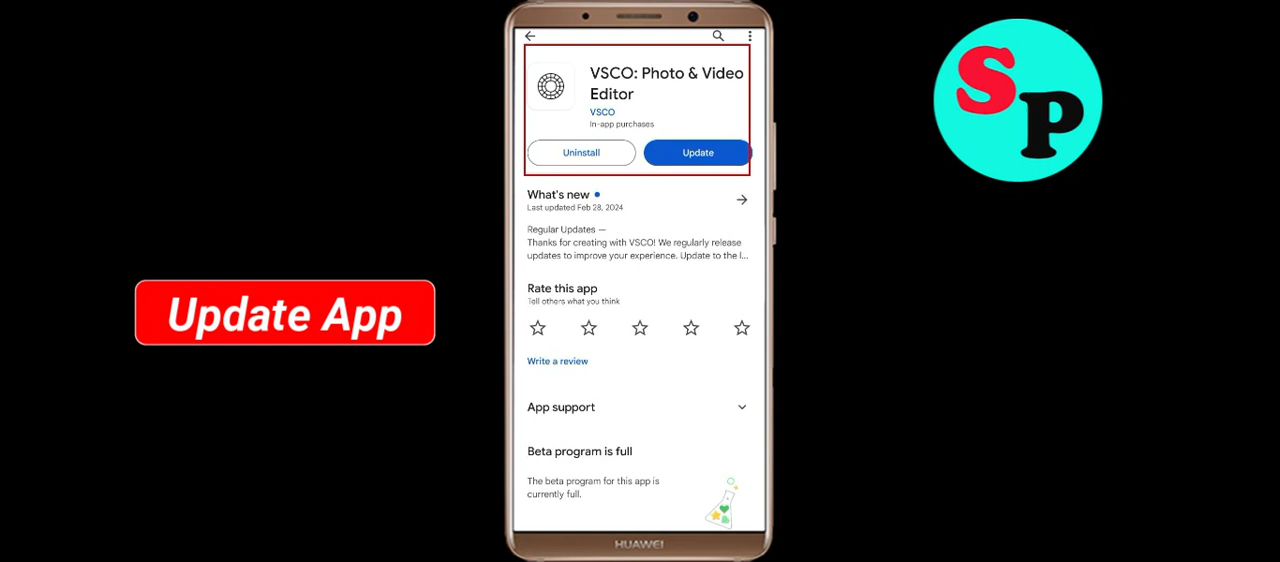 VSCO: Photo & Video
Editor
VSCO
In-app purchases
Uninstall
Update
What's new
Last updated Feb 28, 2024
Regular Updates —
Thanks for creating with VSCO! We regularly release
updates to improve your experience. Update to the l...
Rate this app
Tell others what you think
Write a review
App support
Beta program is full
The beta program for this app is
currently full.
HUAWEI
Update App
SP